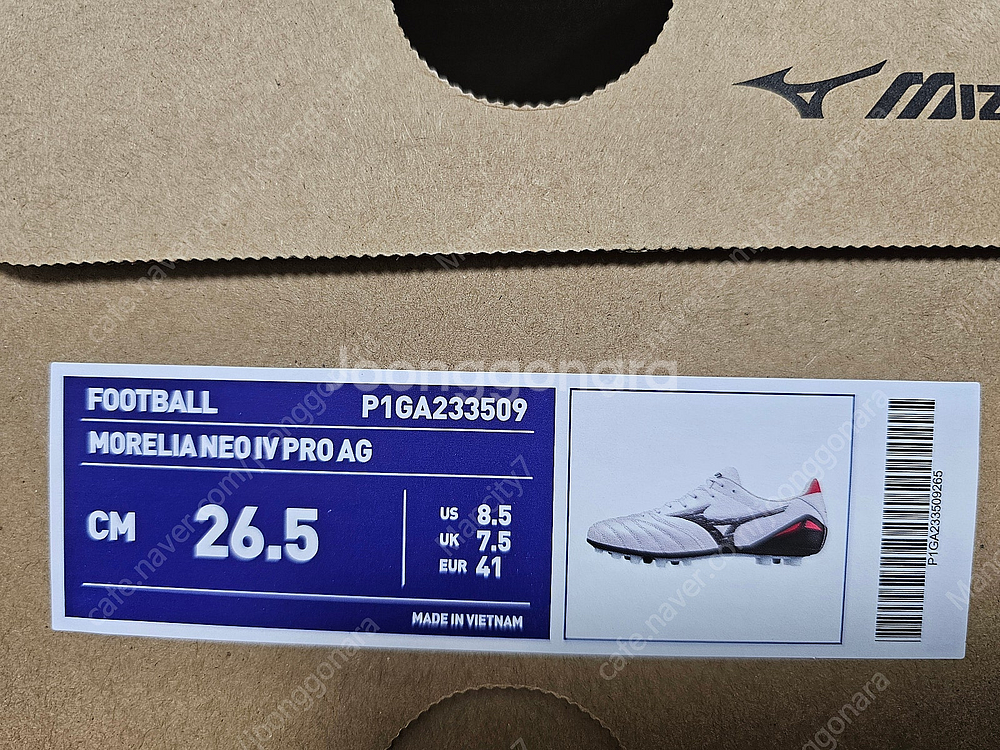 MIZ
Joonggonara
FOOTBALL P1GA233509
MORELIA NEO IV PRO AG
CM 26.5
US 8.5
UK 7.5
EUR 41
MADE IN VIETNAM
P1GA233509265